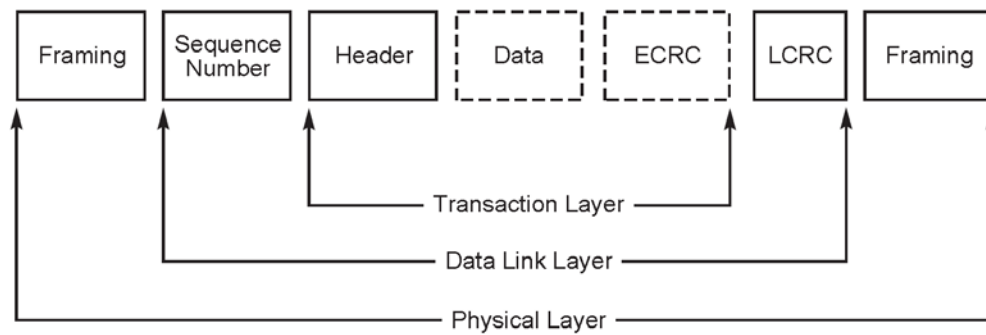 Framing
Sequence
Number
Header
Data
ECRC
LCRC
Framing
Transaction Layer
Data Link Layer
Physical Layer